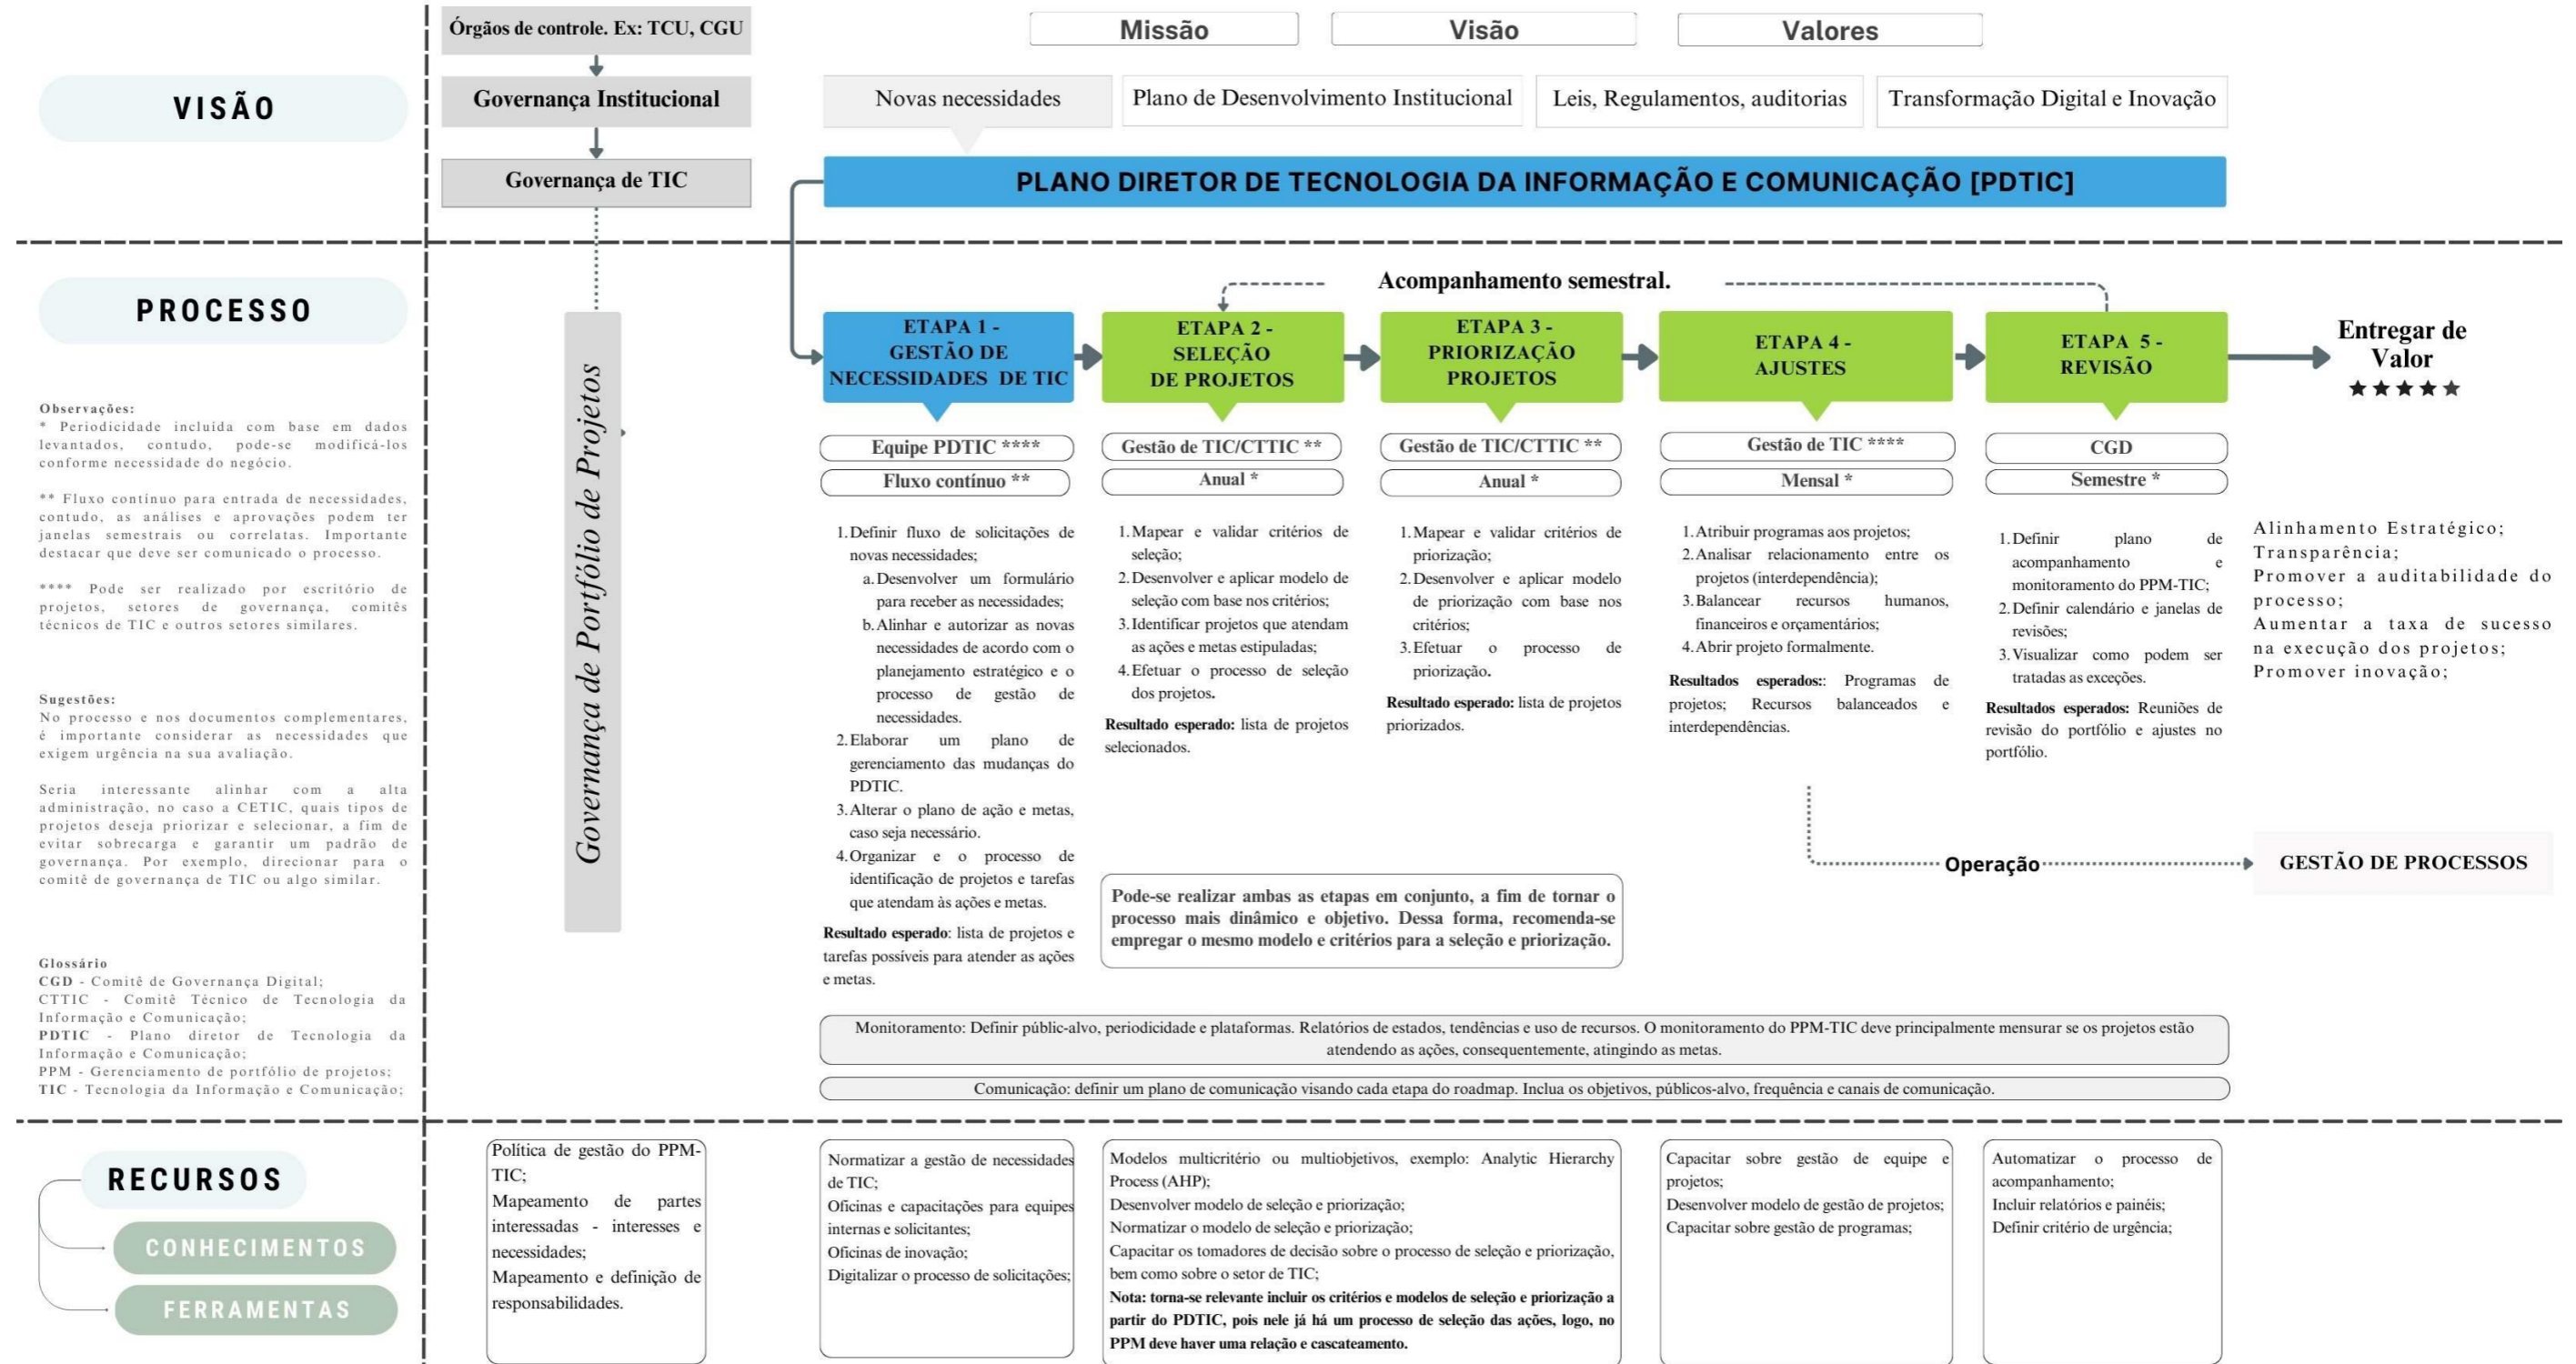 Órgãos de controle. Ex: TCU, CGU
Missão
Visão
Valores
VISÃO
Governança Institucional
Novas necessidades
Plano de Desenvolvimento Institucional
Leis, Regulamentos, auditorias
Transformação Digital e Inovação
Governança de TIC
PLANO DIRETOR DE TECNOLOGIA DA INFORMAÇÃO E COMUNICAÇÃO [PDTIC]
PROCESSO
Observações:
* Periodicidade incluída com base em dados
levantados, contudo, pode-se modificá-los
conforme necessidade do negócio.
** Fluxo contínuo para entrada de necessidades,
contudo, as análises e aprovações podem ter
janelas semestrais ou correlatas. Importante
destacar que deve ser comunicado o processo.
**** Pode ser realizado por escritório de
projetos, setores de governança, comitês
técnicos de TIC e outros setores similares.
Sugestões:
No processo e nos documentos complementares,
é importante considerar as necessidades que
exigem urgência na sua avaliação.
Seria interessante alinhar com a alta
administração, no caso a CETIC, quais tipos de
projetos deseja priorizar e selecionar, a fim de
evitar sobrecarga e garantir um padrão de
governança. Por exemplo, direcionar para o
comitê de governança de TIC ou algo similar.
Glossário
CGD - Comitê de Governança Digital;
CTTIC - Comitê Técnico de Tecnologia da
Informação e Comunicação;
PDTIC - Plano diretor de Tecnologia da
Informação e Comunicação;
PPM - Gerenciamento de portfólio de projetos;
TIC - Tecnologia da Informação e Comunicação;
Governança de Portfólio de Projetos
Acompanhamento semestral.
ETAPA 1 -
GESTÃO DE
NECESSIDADES DE TIC
Equipe PDTIC ****
Fluxo contínuo **
1. Definir fluxo de solicitações de
novas necessidades;
a. Desenvolver um formulário
para receber as necessidades;
b. Alinhar e autorizar as novas
necessidades de acordo com o
planejamento estratégico e o
processo de gestão de
necessidades.
2. Elaborar um plano de
gerenciamento das mudanças do
PDTIC.
3. Alterar o plano de ação e metas,
caso seja necessário.
4. Organizar e o processo de
identificação de projetos e tarefas
que atendam às ações e metas.
Resultado esperado: lista de projetos e
tarefas possíveis para atender as ações
e metas.
ETAPA 2 -
SELEÇÃO
DE PROJETOS
Gestão de TIC/CTTIC **
Anual *
1. Mapear e validar critérios de
seleção;
2. Desenvolver e aplicar modelo de
seleção com base nos critérios;
3. Identificar projetos que atendam
as ações e metas estipuladas;
4. Efetuar o processo de seleção
dos projetos.
Resultado esperado: lista de projetos
selecionados.
ETAPA 3 -
PRIORIZAÇÃO
PROJETOS
Gestão de TIC/CTTIC **
Anual *
1. Mapear e validar critérios de
priorização;
2. Desenvolver e aplicar modelo
de priorização com base nos
critérios;
3. Efetuar o processo de
priorização.
Resultado esperado: lista de projetos
priorizados.
Pode-se realizar ambas as etapas em conjunto, a fim de tornar o
processo mais dinâmico e objetivo. Dessa forma, recomenda-se
empregar o mesmo modelo e critérios para a seleção e priorização.
ETAPA 4 -
AJUSTES
Gestão de TIC ****
Mensal *
1. Atribuir programas aos projetos;
2. Analisar relacionamento entre os
projetos (interdependência);
3. Balancear recursos humanos,
financeiros e orçamentários;
4. Abrir projeto formalmente.
Resultados esperados:: Programas de
projetos; Recursos balanceados e
interdependências.
ETAPA 5 -
REVISÃO
CGD
Semestre *
1. Definir plano de
acompanhamento e
monitoramento do PPM-TIC;
2. Definir calendário e janelas de
revisões;
3. Visualizar como podem ser
tratadas as exceções.
Resultados esperados: Reuniões de
revisão do portfólio e ajustes no
portfólio.
Entregar de
Valor
Alinhamento Estratégico;
Transparência;
Promover a auditabilidade do
processo;
Aumentar a taxa de sucesso
na execução dos projetos;
Promover inovação;
Operação
GESTÃO DE PROCESSOS
Monitoramento: Definir públic-alvo, periodicidade e plataformas. Relatórios de estados, tendências e uso de recursos. O monitoramento do PPM-TIC deve principalmente mensurar se os projetos estão
atendendo as ações, consequentemente, atingindo as metas.
Comunicação: definir um plano de comunicação visando cada etapa do roadmap. Inclua os objetivos, públicos-alvo, frequência e canais de comunicação.
RECURSOS
CONHECIMENTOS
FERRAMENTAS
Política de gestão do PPM-
TIC;
Mapeamento de partes
interessadas - interesses e
necessidades;
Mapeamento e definição de
responsabilidades.
Normatizar a gestão de necessidades
de TIC;
Oficinas e capacitações para equipes
internas e solicitantes;
Oficinas de inovação;
Digitalizar o processo de solicitações;
Modelos multicritério ou multiobjetivos, exemplo: Analytic Hierarchy
Process (AHP);
Desenvolver modelo de seleção e priorização;
Normatizar o modelo de seleção e priorização;
Capacitar os tomadores de decisão sobre o processo de seleção e priorização,
bem como sobre o setor de TIC;
Nota: torna-se relevante incluir os critérios e modelos de seleção e priorização a
partir do PDTIC, pois nele já há um processo de seleção das ações, logo, no
PPM deve haver uma relação e cascateamento.
Capacitar sobre gestão de equipe e
projetos;
Desenvolver modelo de gestão de projetos;
Capacitar sobre gestão de programas;
Automatizar o processo de
acompanhamento;
Incluir relatórios e painéis;
Definir critério de urgência;